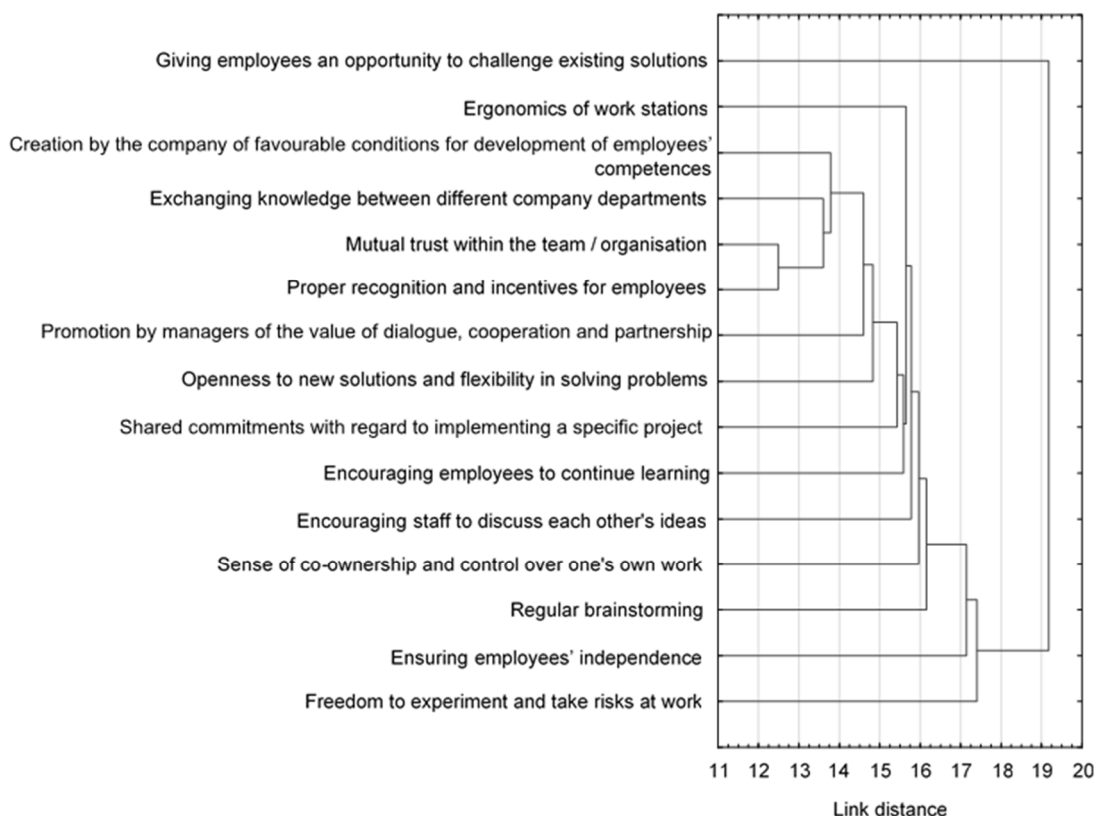 Giving employees an opportunity to challenge existing solutions
Ergonomics of work stations
Creation by the company of favourable conditions for development of employees’
competences
Exchanging knowledge between different company departments
Mutual trust within the team / organisation
Proper recognition and incentives for employees
Promotion by managers of the value of dialogue, cooperation and partnership
Openness to new solutions and flexibility in solving problems
Shared commitments with regard to implementing a specific project
Encouraging employees to continue learning
Encouraging staff to discuss each other's ideas
Sense of co-ownership and control over one's own work
Regular brainstorming
Ensuring employees’ independence
Freedom to experiment and take risks at work
11 12 13 14 15 16 17 18 19 20
Link distance